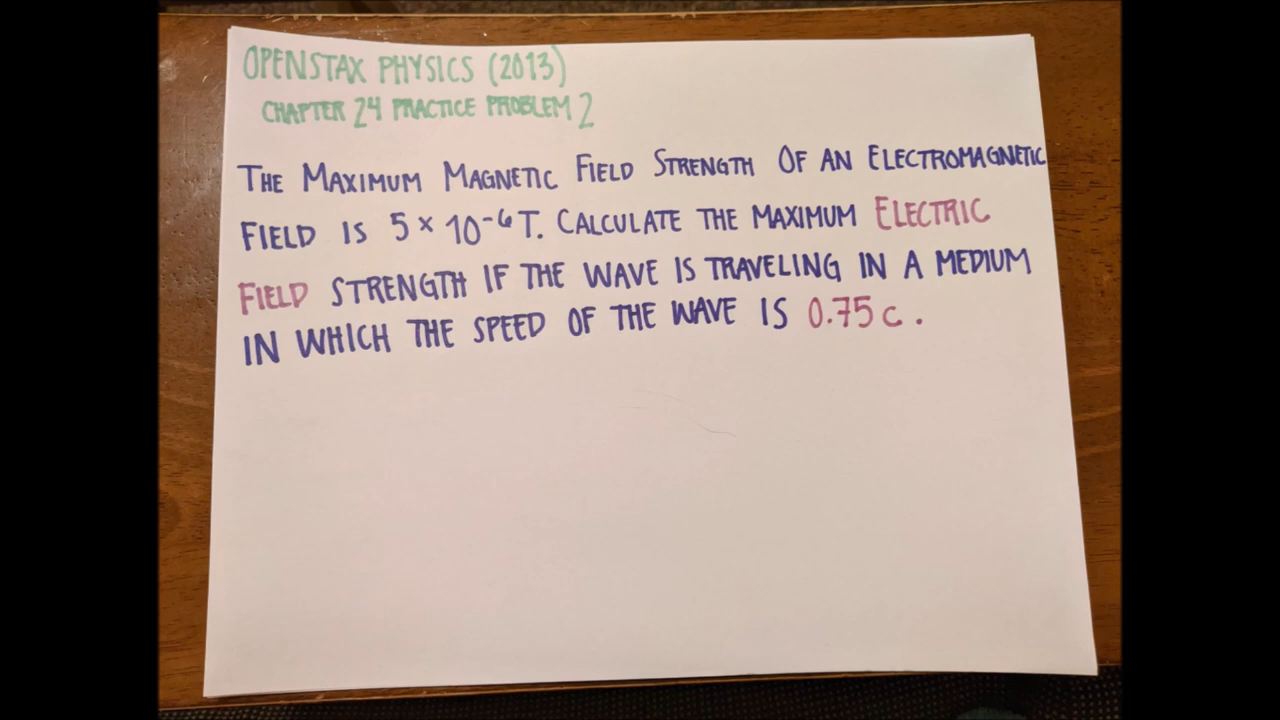 OPENSTAX PHYSICS (2013)
CHAPTER 24 PRACTICE PROBLEM 2
THE MAXIMUM MAGNETIC FIELD STRENGTH OF AN ELECTROMAGNETIC
FIELD IS 5 × 10⁻⁶ T. CALCULATE THE MAXIMUM ELECTRIC
FIELD STRENGTH IF THE WAVE IS TRAVELING IN A MEDIUM
IN WHICH THE SPEED OF THE WAVE IS 0.75 c.